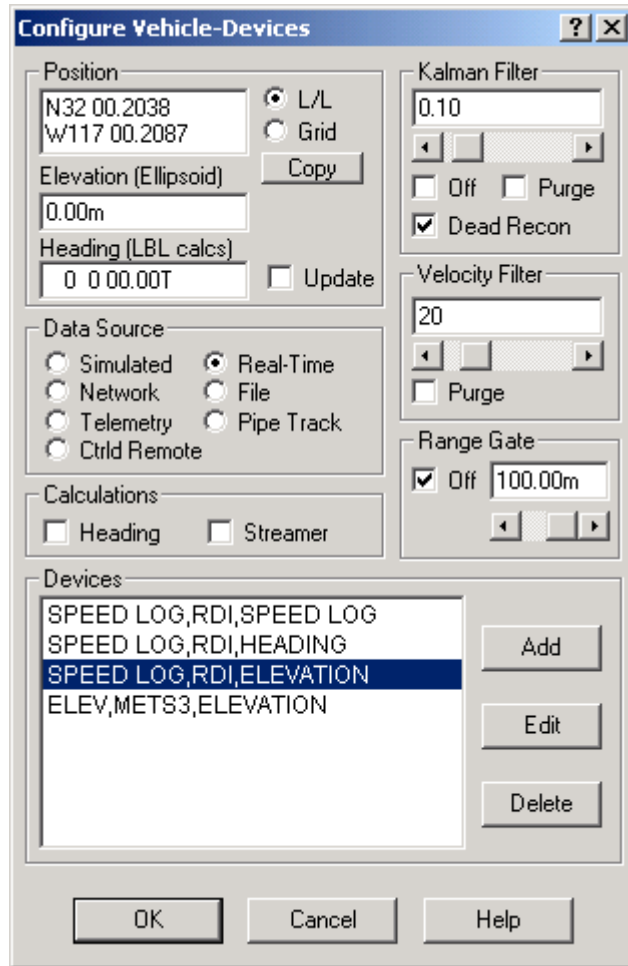 Configure Vehicle-Devices
Position
N32 00.2038
W117 00.2087
L/L
Grid
Copy
Elevation (Ellipsoid)
0.00m
Heading (LBL calcs)
0 0 00.00T
Update
Kalman Filter
0.10
Off Purge
Dead Recon
Velocity Filter
20
Purge
Data Source
Simulated Real-Time
Network File
Telemetry Pipe Track
Ctrld Remote
Range Gate
Off 100.00m
Calculations
Heading Streamer
Devices
SPEED LOG,RDI,SPEED LOG
SPEED LOG,RDI,HEADING
SPEED LOG,RDI,ELEVATION
ELEV,METS3,ELEVATION
Add
Edit
Delete
OK Cancel Help